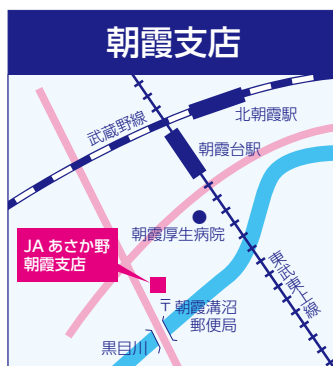 朝霞支店
武蔵野線
北朝霞駅
朝霞台駅
朝霞厚生病院
JA あさか野
朝霞支店
東武東上線
〒朝霞溝沼
郵便局
黒目川